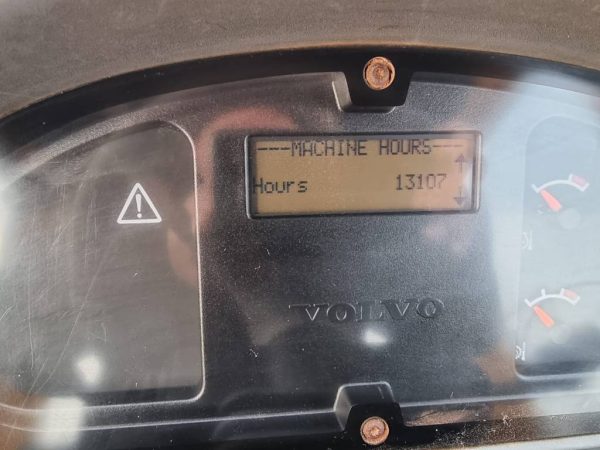 ---MACHINE HOURS---
Hours 13107
VOLVO